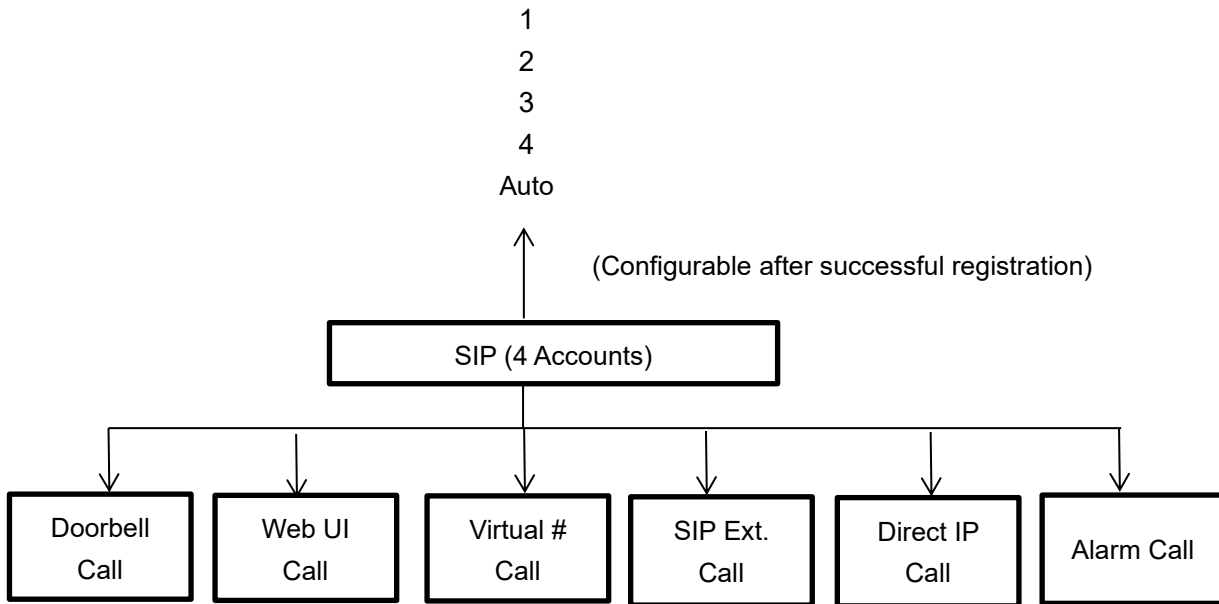 1
2
3
4
Auto
(Configurable after successful registration)
SIP (4 Accounts)
Doorbell
Call
Web UI
Call
Virtual #
Call
SIP Ext.
Call
Direct IP
Call
Alarm Call